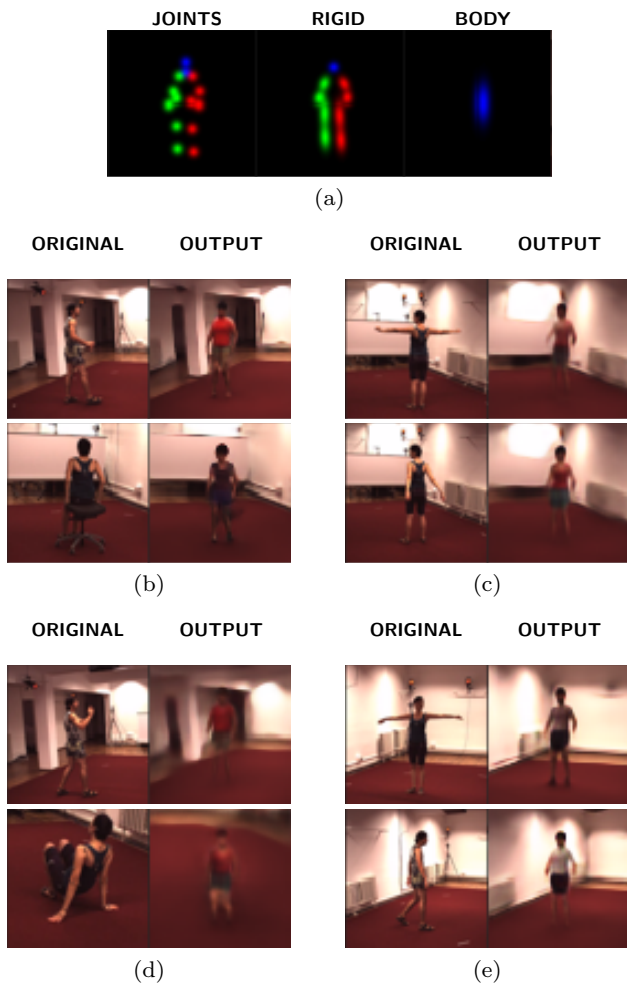 JOINTS RIGID BODY
(a)
ORIGINAL OUTPUT ORIGINAL OUTPUT
(b) (c)
ORIGINAL OUTPUT ORIGINAL OUTPUT
(d) (e)